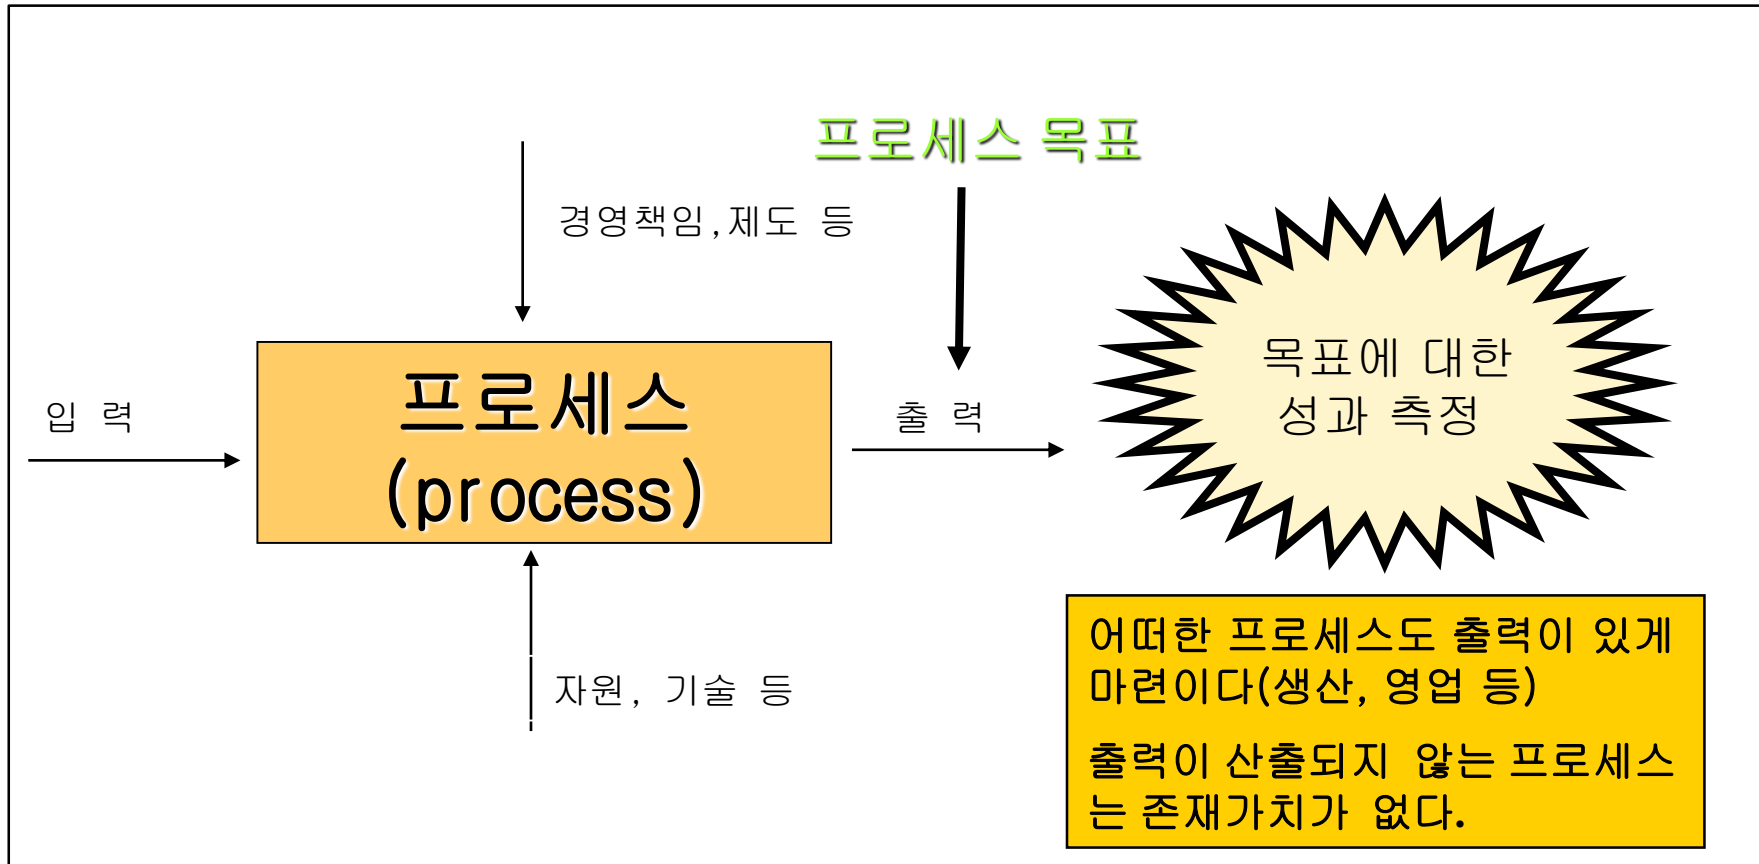 프로세스 목표
경영책임,제도 등
목표에 대한
성과 측정
입 력
프로세스
(process)
출 력
자원, 기술 등
어떠한 프로세스도 출력이 있게
마련이다(생산, 영업 등)
출력이 산출되지 않는 프로세스
는 존재가치가 없다.